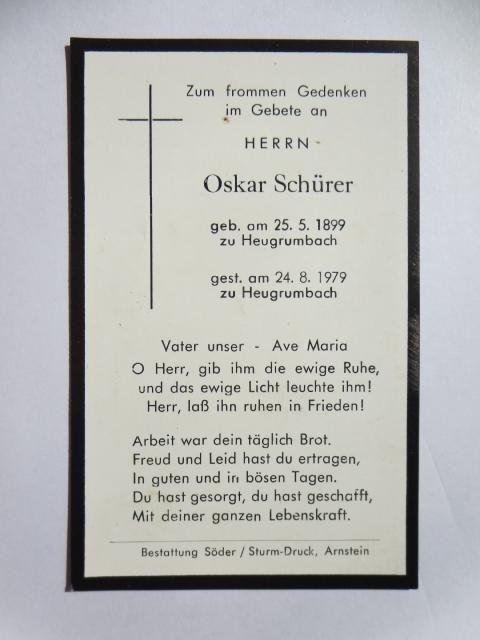 Zum frommen Gedenken
im Gebete an
HERRN
Oskar Schürer
geb. am 25. 5. 1899
zu Heugrumbach
gest. am 24. 8. 1979
zu Heugrumbach
Vater unser - Ave Maria
O Herr, gib ihm die ewige Ruhe,
und das ewige Licht leuchte ihm!
Herr, laß ihn ruhen in Frieden!
Arbeit war dein täglich Brot.
Freud und Leid hast du ertragen,
In guten und in bösen Tagen.
Du hast gesorgt, du hast geschafft,
Mit deiner ganzen Lebenskraft.
Bestattung Söder / Sturm-Druck, Arnstein